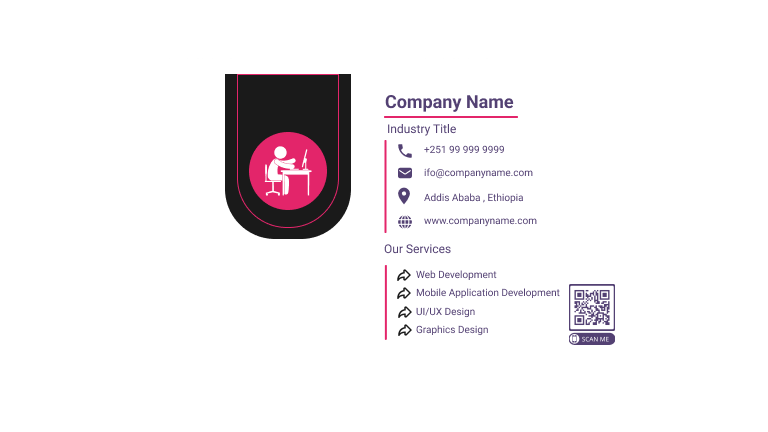 Company Name
Industry Title
+251 99 999 9999
ifo@companyname.com
Addis Ababa , Ethiopia
www.companyname.com
Our Services
Web Development
Mobile Application Development
UI/UX Design
Graphics Design
SCAN ME